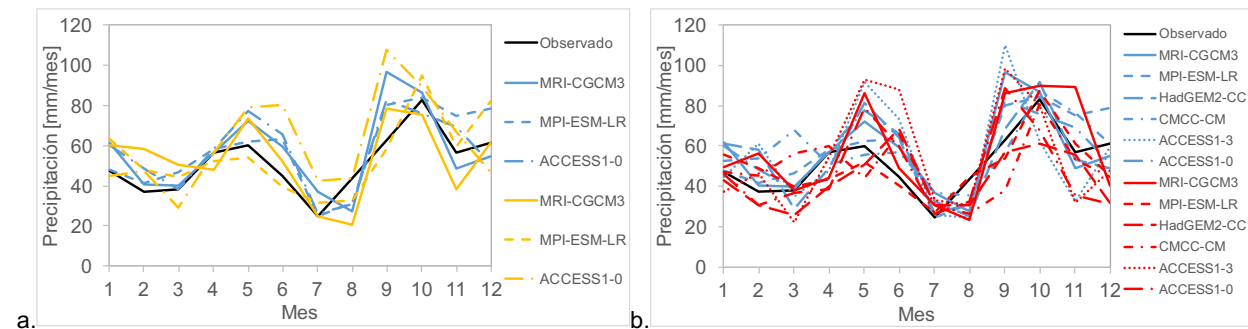 Precipitación [mm/mes]
120
100
80
60
40
20
0
1 2 3 4 5 6 7 8 9 10 11 12
Mes
Observado
MRI-CGCM3
MPI-ESM-LR
ACCESS1-0
MRI-CGCM3
MPI-ESM-LR
ACCESS1-0
a.
Precipitación [mm/mes]
120
100
80
60
40
20
0
1 2 3 4 5 6 7 8 9 10 11 12
Mes
Observado
MRI-CGCM3
MPI-ESM-LR
HadGEM2-CC
CMCC-CM
ACCESS1-3
ACCESS1-0
MRI-CGCM3
MPI-ESM-LR
HadGEM2-CC
CMCC-CM
ACCESS1-3
ACCESS1-0
b.